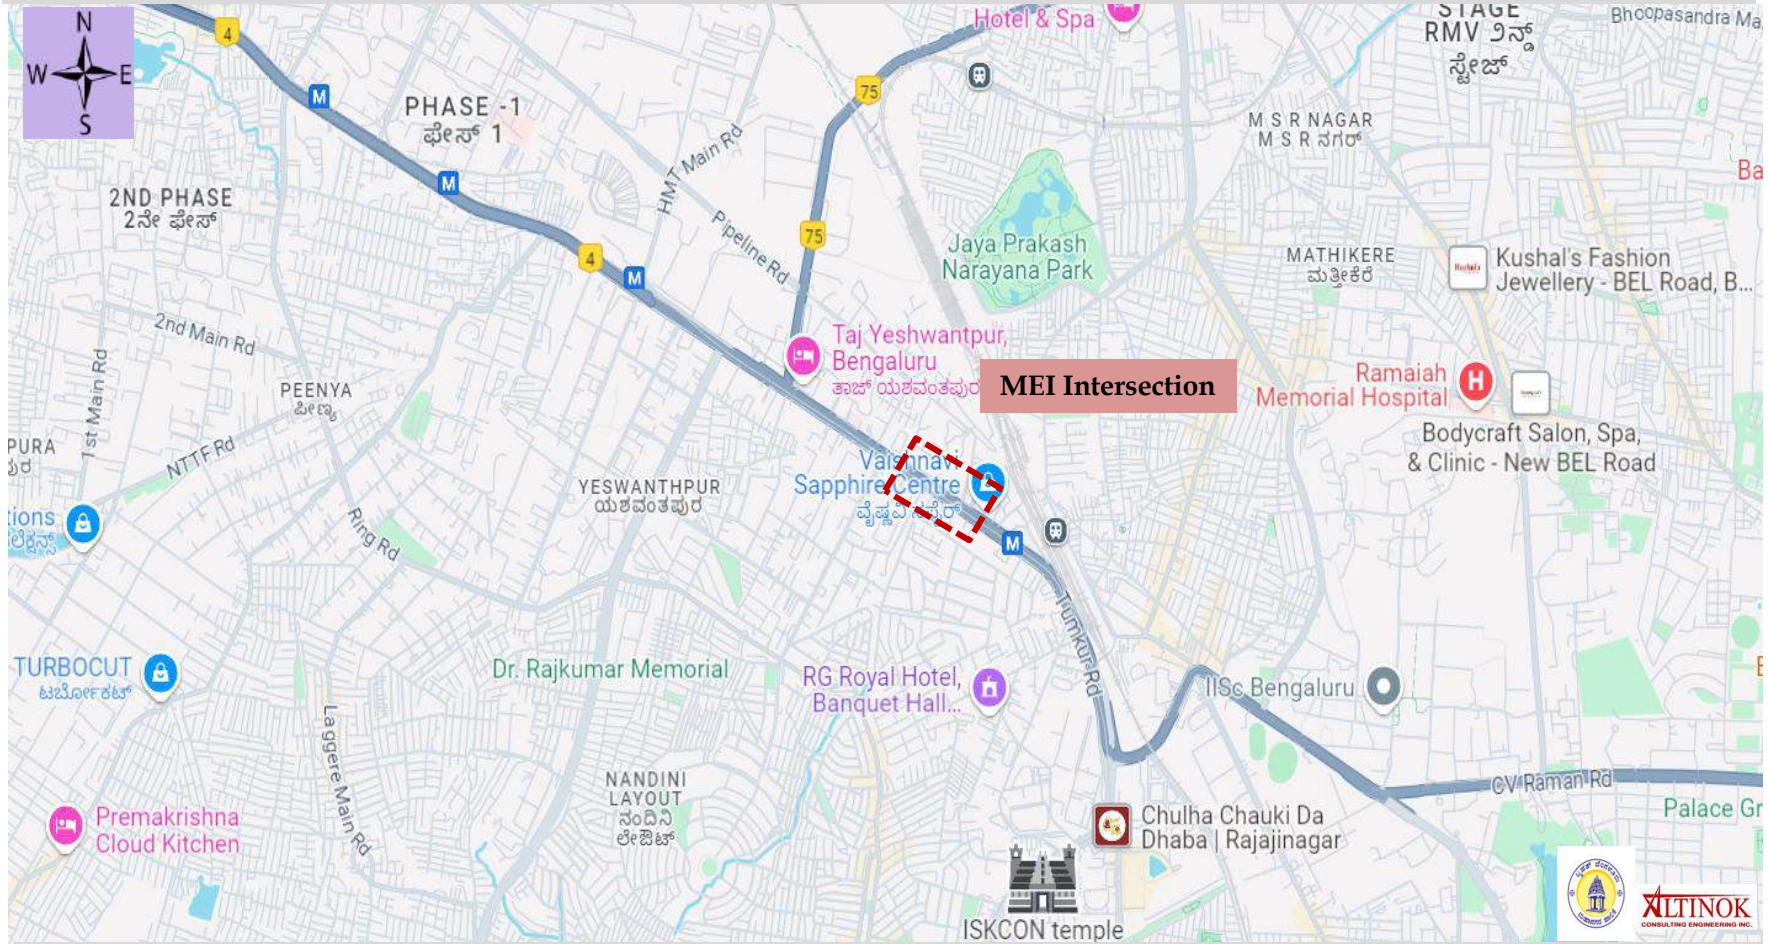 N
W E
S
4
M
PHASE -1
ಫೇಸ್ 1
2ND PHASE
2ನೇ ಫೇಸ್
M
4
M
HMT Main Rd
Pipeline Rd
75
75
Hotel & Spa
STAGE
RMV 2ನ್ಡ್
ಸ್ಟೇಜ್
Bhoopasandra Ma
M S R NAGAR
M S R ನಗರ್
Ba
Jaya Prakash
Narayana Park
MATHIKERE
ಮತ್ತೀಕೆರೆ
Kushal's Fashion
Jewellery - BEL Road, B...
2nd Main Rd
1st Main Rd
PEENYA
ಪೀಣ್ಯ
Taj Yeshwantpur,
Bengaluru
ತಾಜ್ ಯಶವಂತಪುರ
MEI Intersection
Ramaiah
Memorial Hospital
H
Bodycraft Salon, Spa,
& Clinic - New BEL Road
PURA
NTTF Rd
Vaishnavi
Sapphire Centre
YESWANTHPUR
ಯಶವಂತಪುರ
M
tions
Ring Rd
Tumkur Rd
TURBOCUT
ಟರ್ಬೋಕಟ್
Dr. Rajkumar Memorial
RG Royal Hotel,
Banquet Hall...
IISc Bengaluru
Laggere Main Rd
NANDINI
LAYOUT
ನಂದಿನಿ
ಲೇಔಟ್
CV Raman Rd
Palace Gr
Premakrishna
Cloud Kitchen
Chulha Chauki Da
Dhaba | Rajajinagar
ISKCON temple
ALTINOK
CONSULTING ENGINEERING INC.